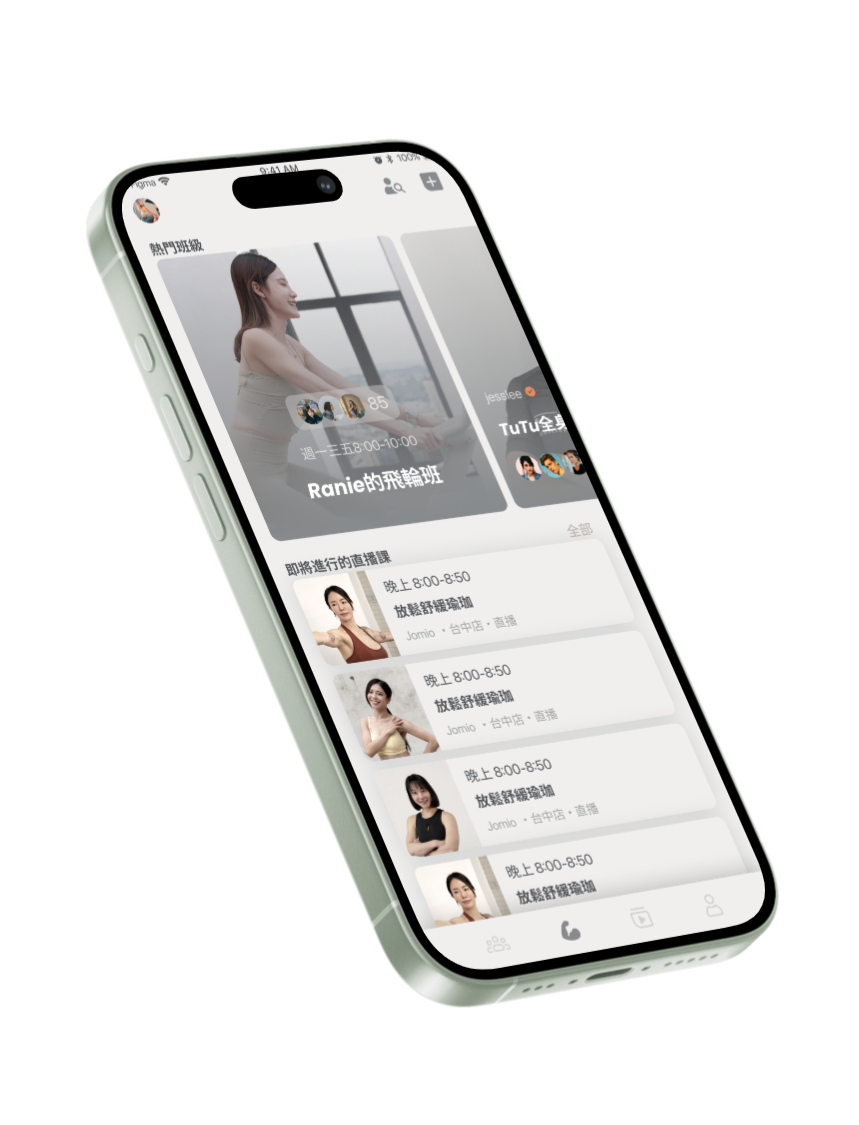 Figma
9:41 AM
100%
熱門班級
85
週一三五8:00-10:00
Ranie的飛輪班
jesslee
TuTu全身
即將進行的直播課
全部
晚上 8:00-8:50
放鬆舒緩瑜珈
Jomio ・台中店・直播
晚上 8:00-8:50
放鬆舒緩瑜珈
Jomio ・台中店・直播
晚上 8:00-8:50
放鬆舒緩瑜珈
Jomio ・台中店・直播
晚上 8:00-8:50
放鬆舒緩瑜珈